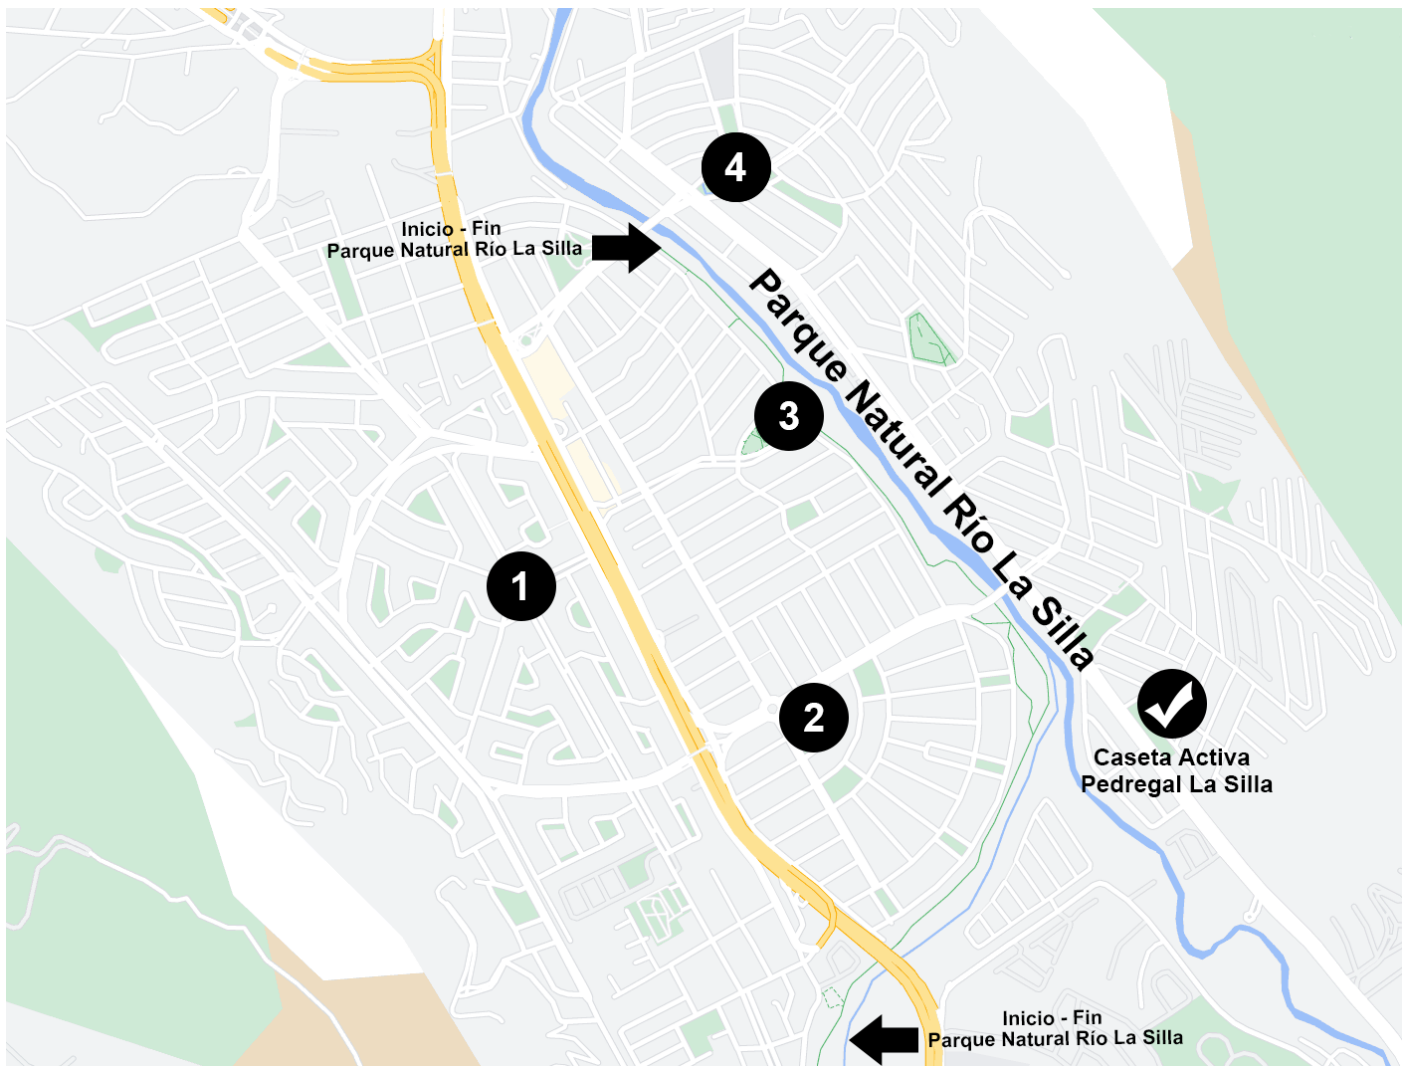 4
Inicio - Fin
Parque Natural Río La Silla
Parque Natural Río La Silla
3
1
2
Caseta Activa
Pedregal La Silla
Inicio - Fin
Parque Natural Río La Silla